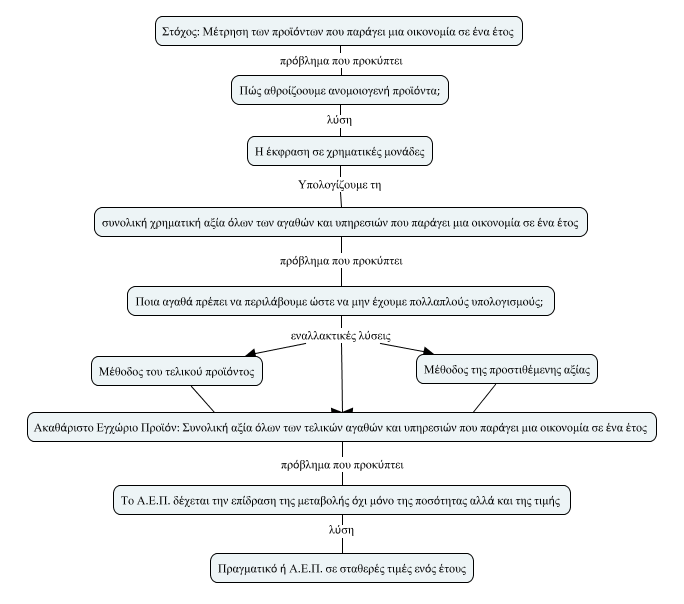 Στόχος: Μέτρηση των προϊόντων που παράγει μια οικονομία σε ένα έτος
πρόβλημα που προκύπτει
Πώς αθροίζοουμε ανομοιογενή προϊόντα;
λύση
Η έκφραση σε χρηματικές μονάδες
Υπολογίζουμε τη
συνολική χρηματική αξία όλων των αγαθών και υπηρεσιών που παράγει μια οικονομία σε ένα έτος
πρόβλημα που προκύπτει
Ποια αγαθά πρέπει να περιλάβουμε ώστε να μην έχουμε πολλαπλούς υπολογισμούς;
εναλλακτικές λύσεις
Μέθοδος του τελικού προϊόντος
Μέθοδος της προστιθέμενης αξίας
Ακαθάριστο Εγχώριο Προϊόν: Συνολική αξία όλων των τελικών αγαθών και υπηρεσιών που παράγει μια οικονομία σε ένα έτος
πρόβλημα που προκύπτει
Το Α.Ε.Π. δέχεται την επίδραση της μεταβολής όχι μόνο της ποσότητας αλλά και της τιμής
λύση
Πραγματικό ή Α.Ε.Π. σε σταθερές τιμές ενός έτους